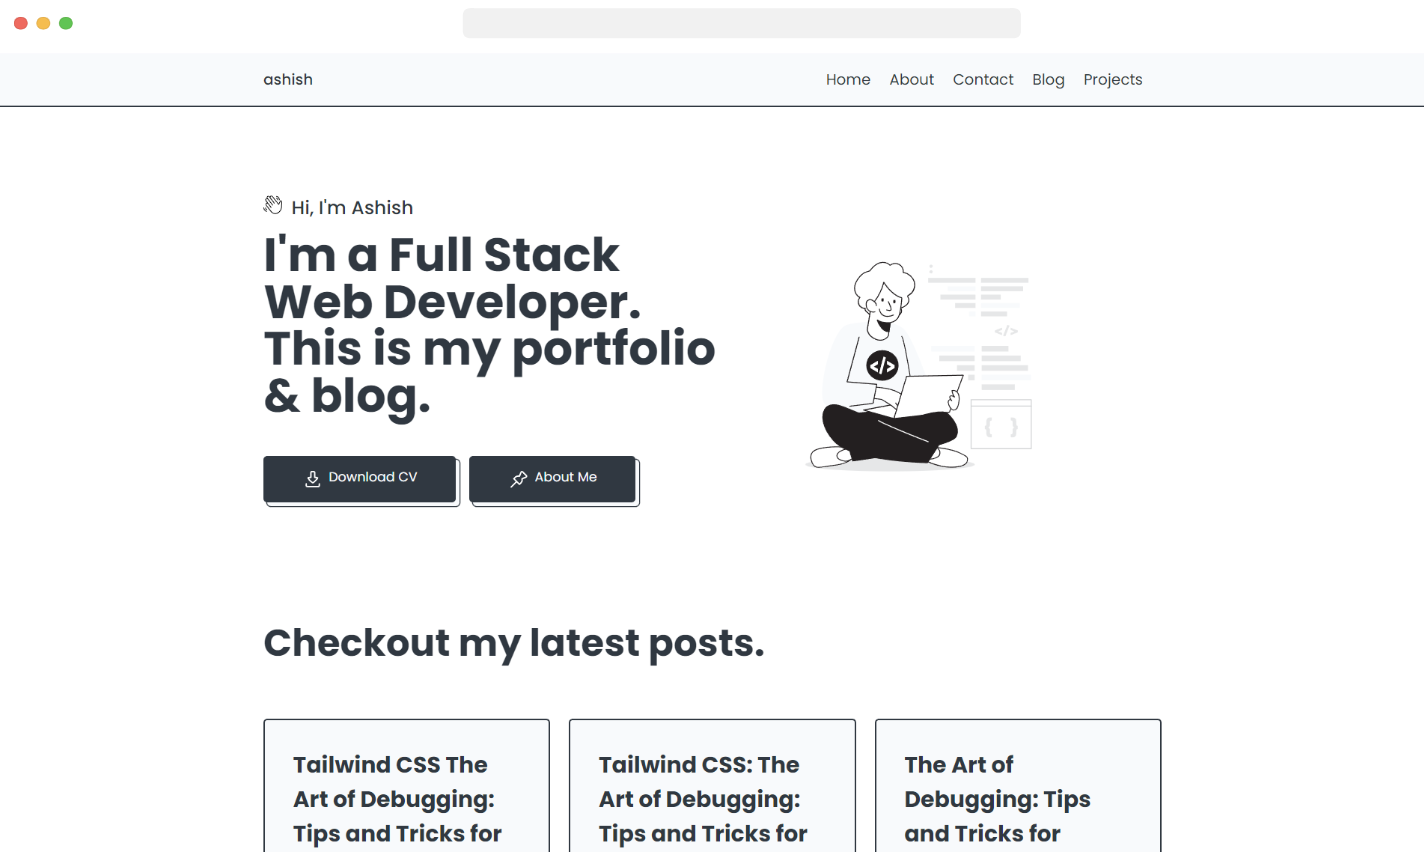 ashish
Home About Contact Blog Projects
Hi, I'm Ashish
I'm a Full Stack
Web Developer.
This is my portfolio
& blog.
</>
</>
{ }
Download CV
About Me
Checkout my latest posts.
Tailwind CSS The
Art of Debugging:
Tips and Tricks for
Tailwind CSS: The
Art of Debugging:
Tips and Tricks for
The Art of
Debugging: Tips
and Tricks for